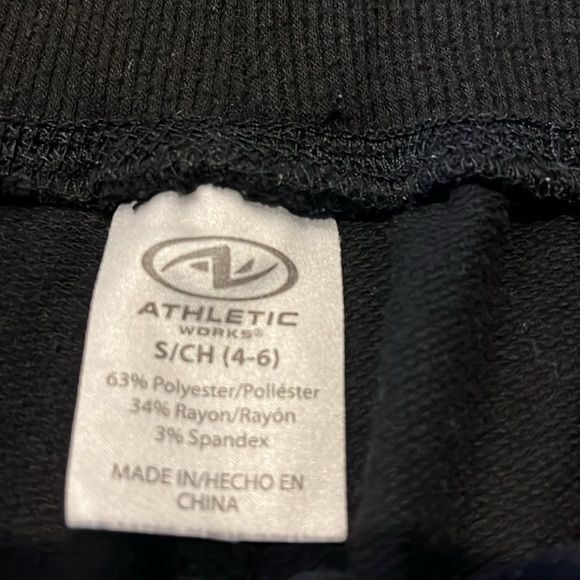 ATHLETIC
WORKS®
S/CH (4-6)
63% Polyester/Poliéster
34% Rayon/Rayón
3% Spandex
MADE IN/HECHO EN
CHINA